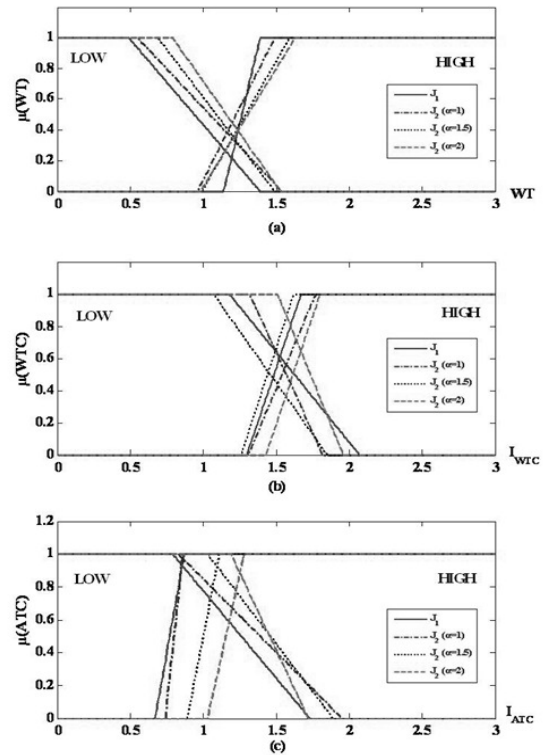 (a)
1
0.8
0.6
0.4
0.2
0
μ(WT)
LOW
HIGH
J1
J2 (α=1)
J2 (α=1.5)
J2 (α=2)
0 0.5 1 1.5 2 2.5 3
WT
(a)
1
0.8
0.6
0.4
0.2
0
μ(WTC)
LOW
HIGH
J1
J2 (α=1)
J2 (α=1.5)
J2 (α=2)
0 0.5 1 1.5 2 2.5 3
IWTC
(b)
1.2
1
0.8
0.6
0.4
0.2
0
μ(ATC)
LOW
HIGH
J1
J2 (α=1)
J2 (α=1.5)
J2 (α=2)
0 0.5 1 1.5 2 2.5 3
IATC
(c)